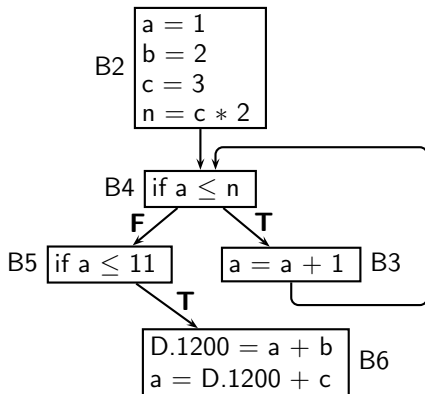 B2
a = 1
b = 2
c = 3
n = c * 2
B4
if a ≤ n
F
T
B5
if a ≤ 11
a = a + 1
B3
T
D.1200 = a + b
a = D.1200 + c
B6